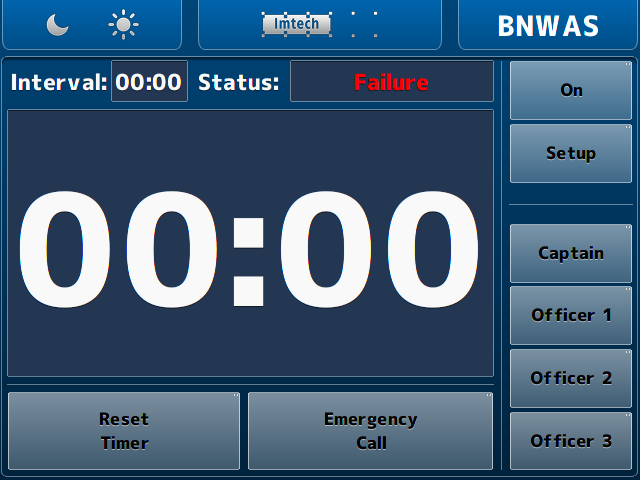 Imtech
BNWAS
Interval: 00:00 Status: Failure
On
Setup
00:00
Captain
Officer 1
Officer 2
Officer 3
Reset
Timer
Emergency
Call